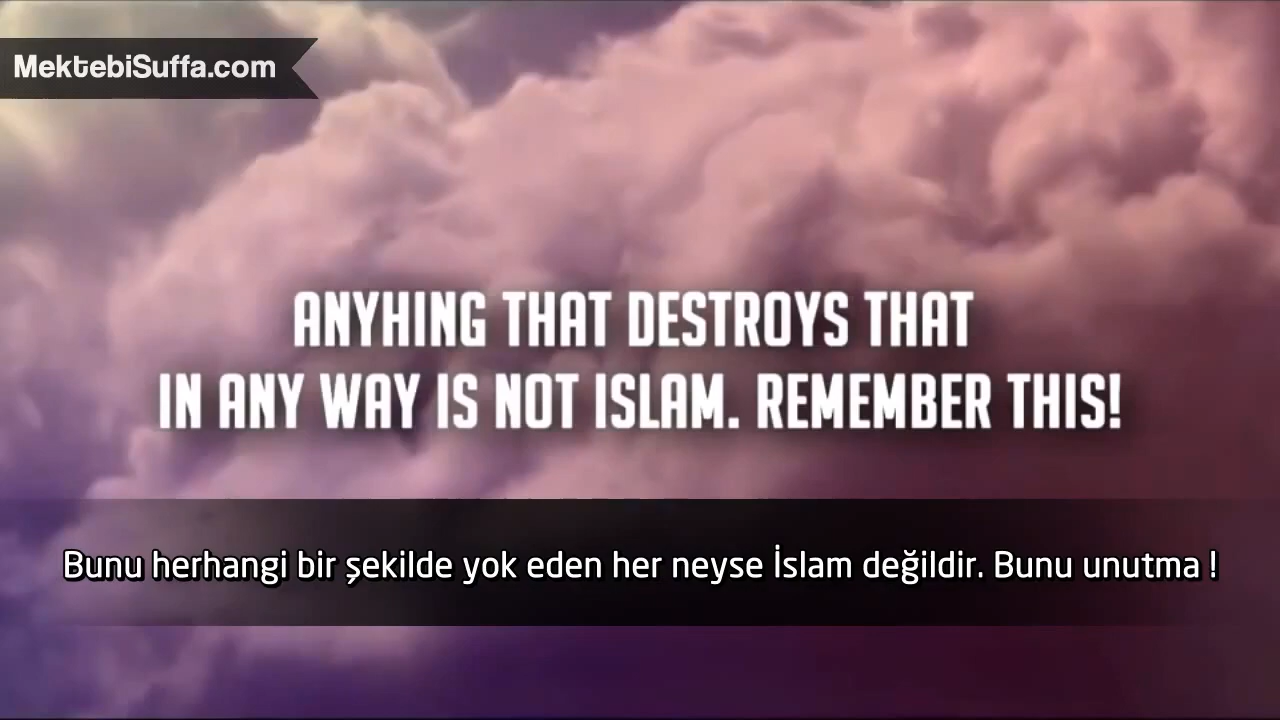 MektebiSuffa.com
ANYHING THAT DESTROYS THAT
IN ANY WAY IS NOT ISLAM. REMEMBER THIS!
Bunu herhangi bir şekilde yok eden her neyse İslam değildir. Bunu unutma !